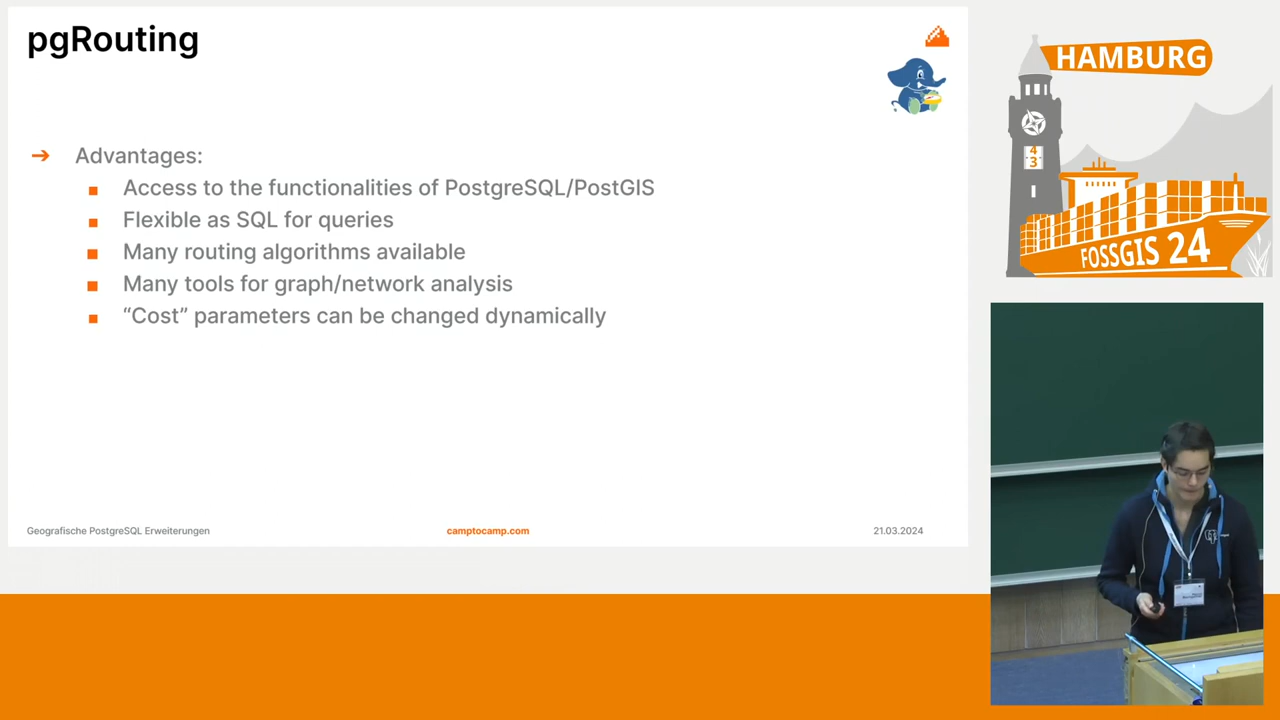 pgRouting
➔ Advantages:
■ Access to the functionalities of PostgreSQL/PostGIS
■ Flexible as SQL for queries
■ Many routing algorithms available
■ Many tools for graph/network analysis
■ “Cost” parameters can be changed dynamically
Geografische PostgreSQL Erweiterungen
camptocamp.com
21.03.2024
HAMBURG
4
3
FOSSGIS 24